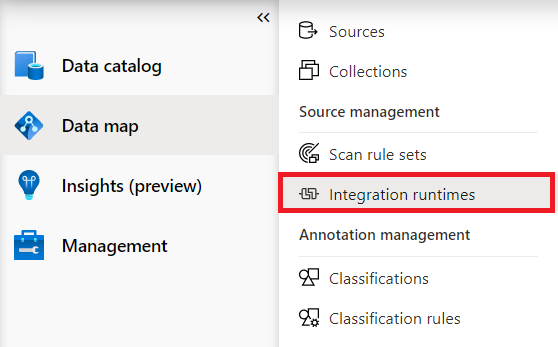 Data catalog
Data map
Insights (preview)
Management
Sources
Collections
Source management
Scan rule sets
Integration runtimes
Annotation management
Classifications
Classification rules